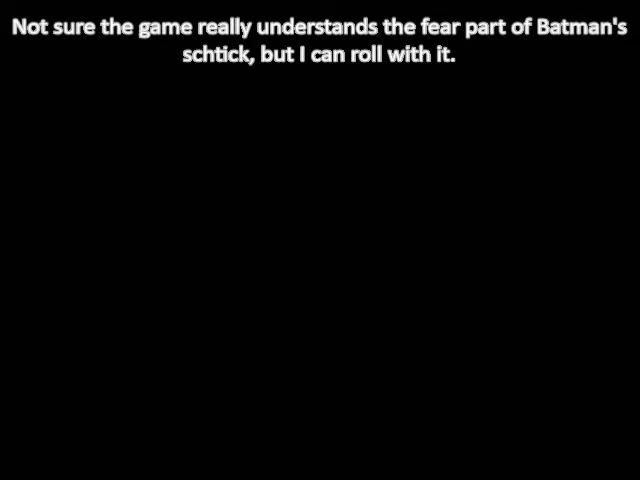 Not sure the game really understands the fear part of Batman's
schtick, but I can roll with it.